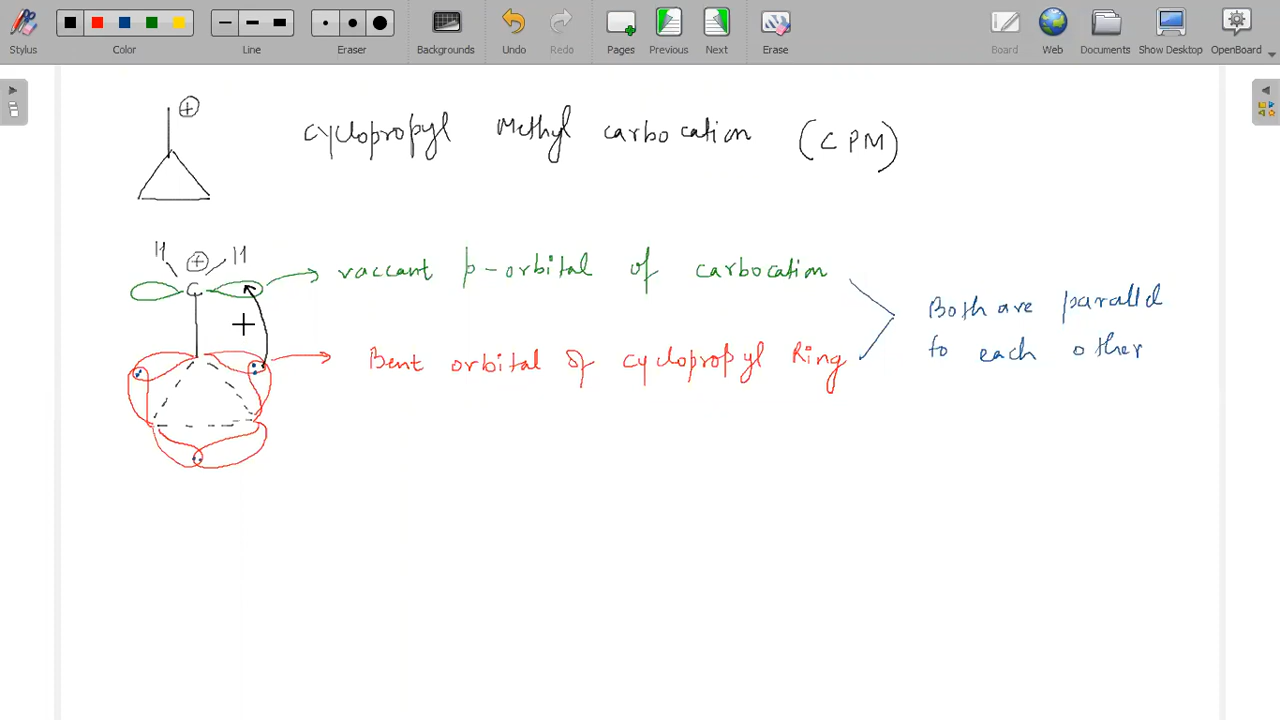 Stylus
Color
Line
Eraser
Backgrounds
Undo
Redo
Pages
Previous
Next
Erase
Board
Web
Documents
Show Desktop
OpenBoard
⊕
Cyclopropyl Methyl carbocation (CPM)
H ⊕ H
C
vaccant p-orbital of carbocation
Both are parallel
to each other
Bent orbital of cyclopropyl Ring